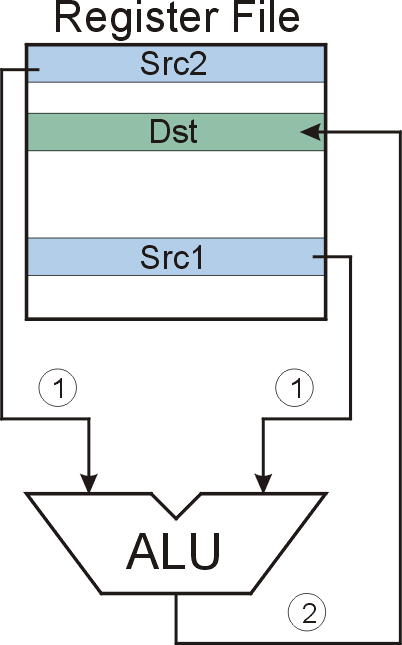 Register File
Src2
Dst
Src1
1
1
ALU
2